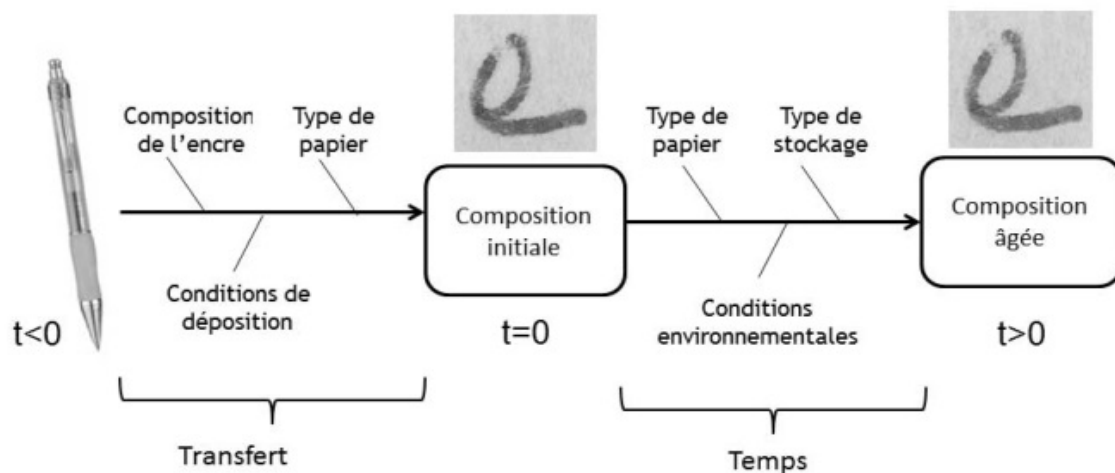 Composition
de l'encre
Type de
papier
Type de
papier
Type de
stockage
Composition
initiale
Composition
âgée
Conditions de
déposition
Conditions
environnementales
t<0
t=0
t>0
Transfert
Temps